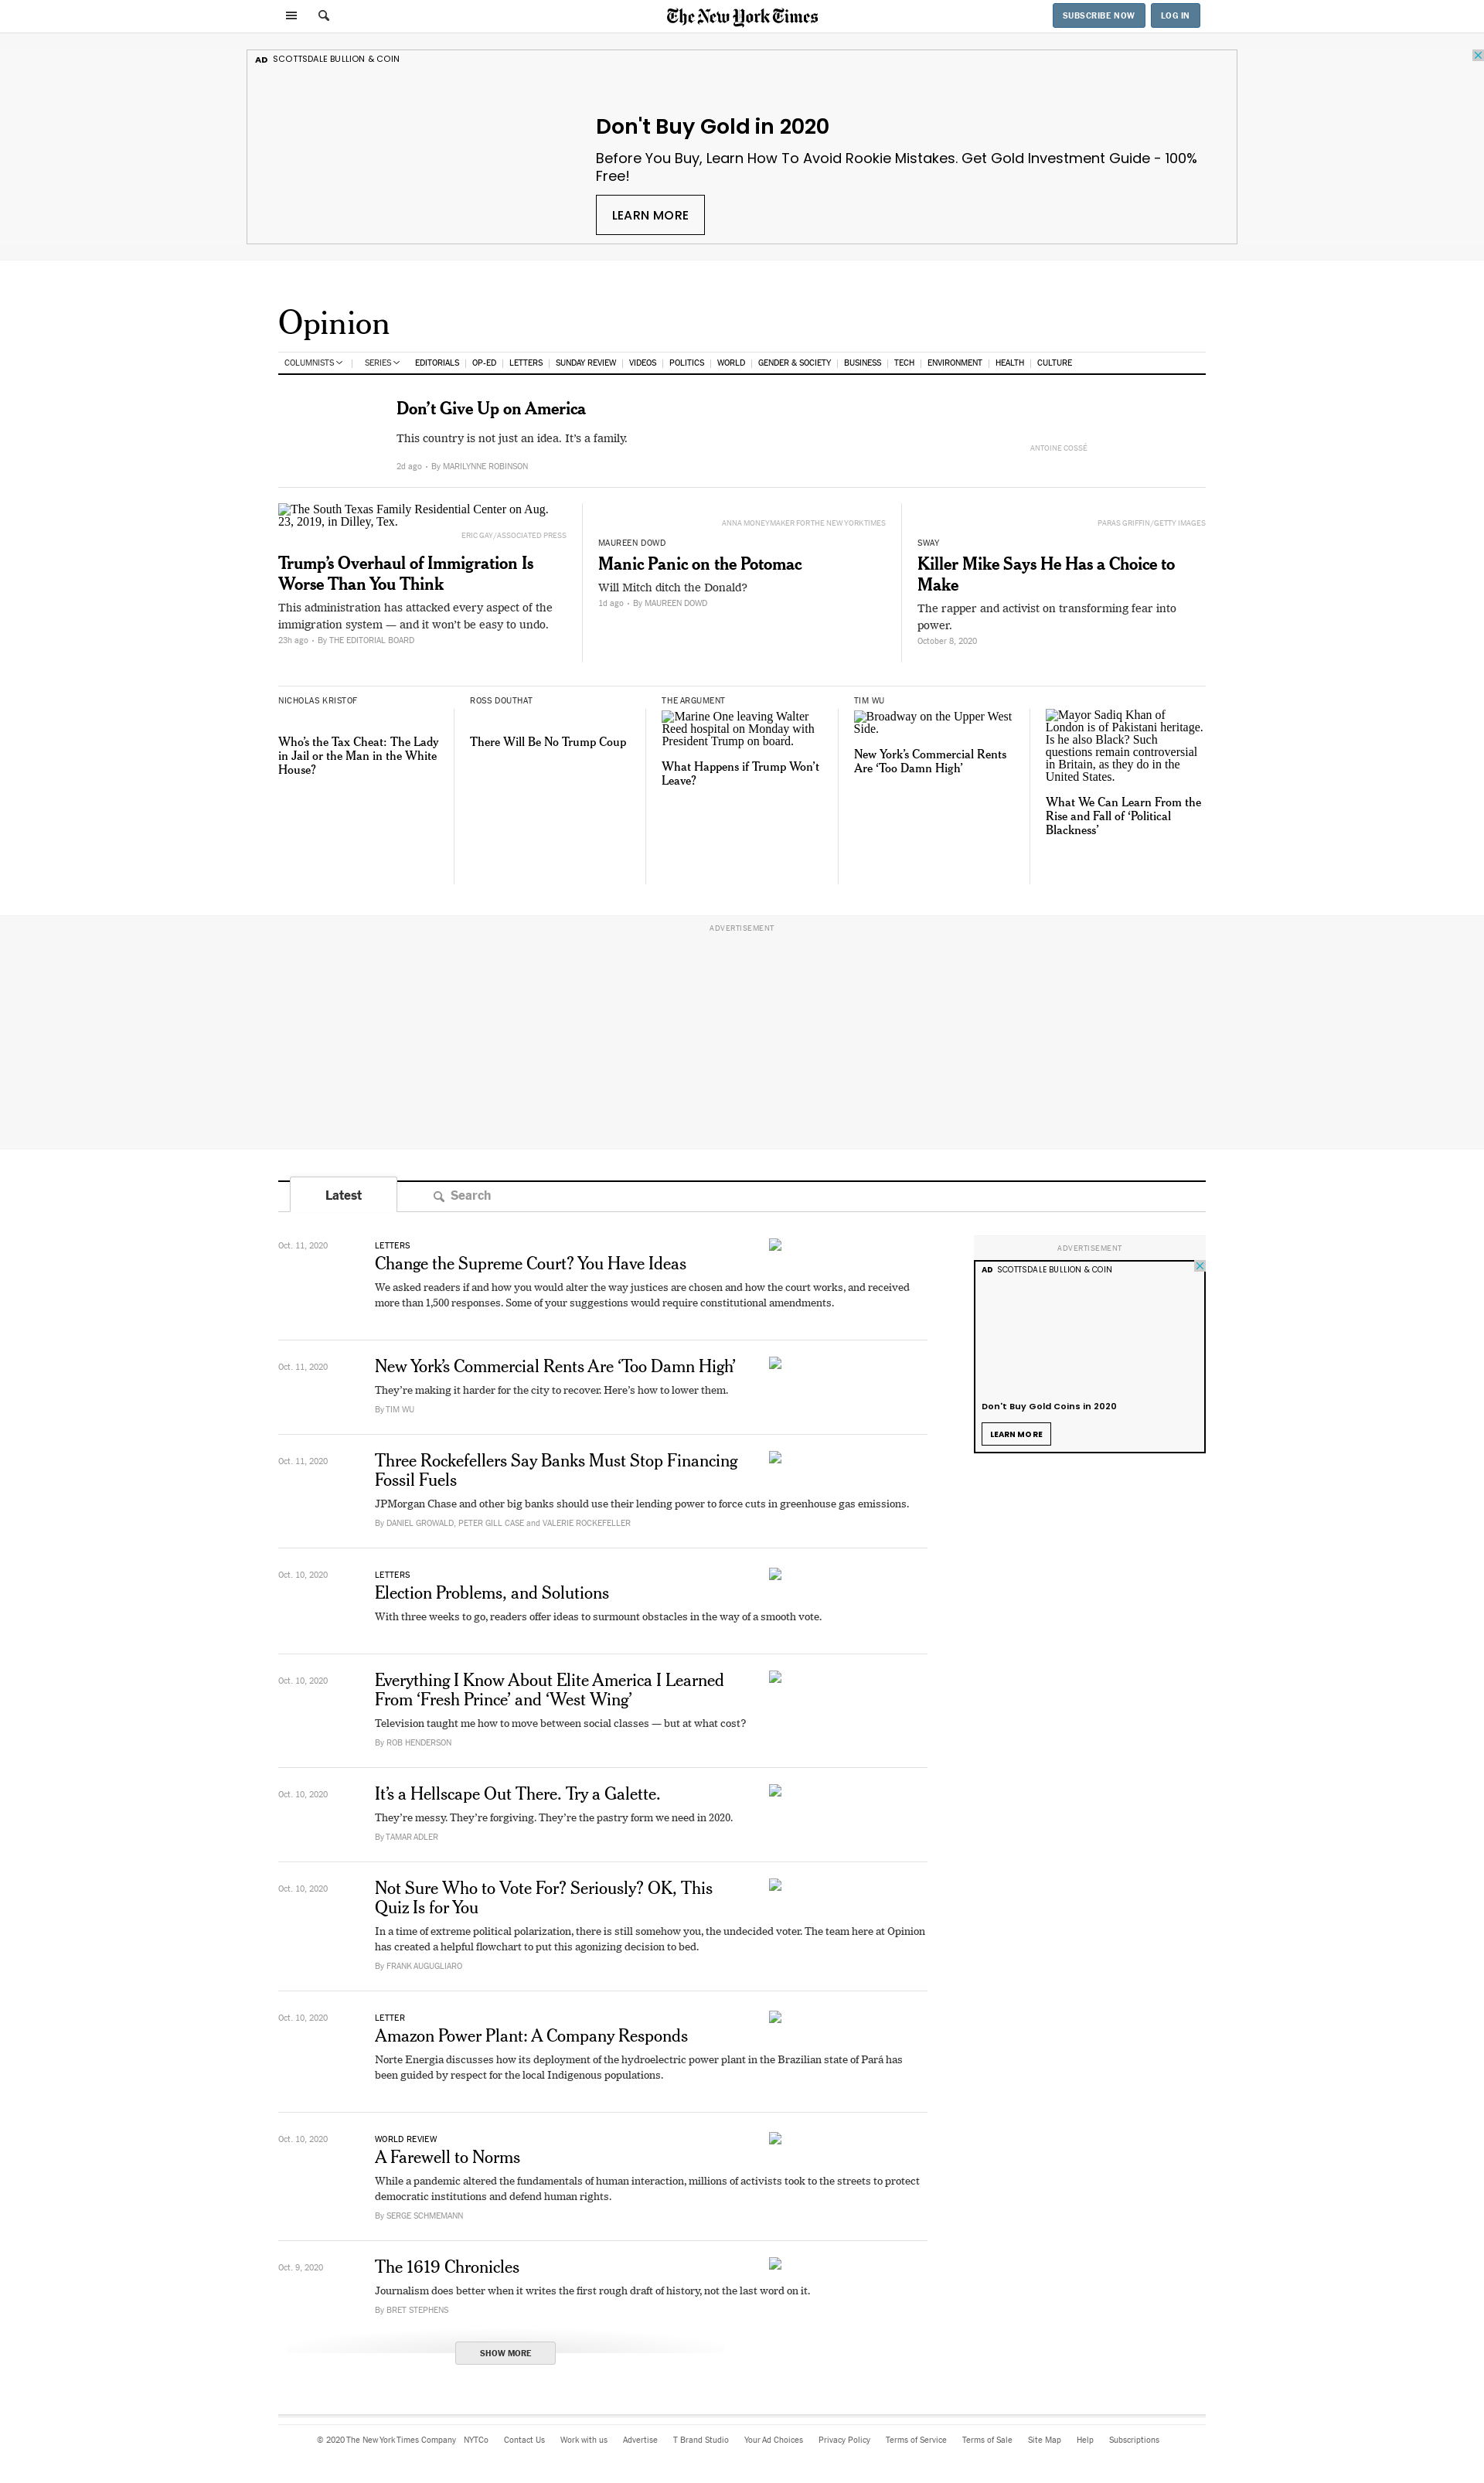 The New York Times
SUBSCRIBE NOW
LOG IN
AD SCOTTSDALE BULLION & COIN
Don't Buy Gold in 2020
Before You Buy, Learn How To Avoid Rookie Mistakes. Get Gold Investment Guide - 100%
Free!
LEARN MORE
Opinion
COLUMNISTS SERIES EDITORIALS OP-ED LETTERS SUNDAY REVIEW VIDEOS POLITICS WORLD GENDER & SOCIETY BUSINESS TECH ENVIRONMENT HEALTH CULTURE
Don’t Give Up on America
This country is not just an idea. It’s a family.
ANTOINE COSSÉ
2d ago • By MARILYNNE ROBINSON
The South Texas Family Residential Center on Aug.
23, 2019, in Dilley, Tex.
ERIC GAY/ASSOCIATED PRESS
Trump’s Overhaul of Immigration Is
Worse Than You Think
This administration has attacked every aspect of the
immigration system — and it won’t be easy to undo.
23h ago • By THE EDITORIAL BOARD
ANNA MONEYMAKER FOR THE NEW YORK TIMES
MAUREEN DOWD
Manic Panic on the Potomac
Will Mitch ditch the Donald?
1d ago • By MAUREEN DOWD
PARAS GRIFFIN/GETTY IMAGES
SWAY
Killer Mike Says He Has a Choice to
Make
The rapper and activist on transforming fear into
power.
October 8, 2020
NICHOLAS KRISTOF
Who’s the Tax Cheat: The Lady
in Jail or the Man in the White
House?
ROSS DOUTHAT
There Will Be No Trump Coup
THE ARGUMENT
Marine One leaving Walter
Reed hospital on Monday with
President Trump on board.
What Happens if Trump Won’t
Leave?
TIM WU
Broadway on the Upper West
Side.
New York’s Commercial Rents
Are ‘Too Damn High’
Mayor Sadiq Khan of
London is of Pakistani heritage.
Is he also Black? Such
questions remain controversial
in Britain, as they do in the
United States.
What We Can Learn From the
Rise and Fall of ‘Political
Blackness’
ADVERTISEMENT
Latest
Search
Oct. 11, 2020
LETTERS
Change the Supreme Court? You Have Ideas
We asked readers if and how you would alter the way justices are chosen and how the court works, and received
more than 1,500 responses. Some of your suggestions would require constitutional amendments.
ADVERTISEMENT
AD SCOTTSDALE BULLION & COIN
Don't Buy Gold Coins in 2020
LEARN MORE
Oct. 11, 2020
New York’s Commercial Rents Are ‘Too Damn High’
They’re making it harder for the city to recover. Here’s how to lower them.
By TIM WU
Oct. 11, 2020
Three Rockefellers Say Banks Must Stop Financing
Fossil Fuels
JPMorgan Chase and other big banks should use their lending power to force cuts in greenhouse gas emissions.
By DANIEL GROWALD, PETER GILL CASE and VALERIE ROCKEFELLER
Oct. 10, 2020
LETTERS
Election Problems, and Solutions
With three weeks to go, readers offer ideas to surmount obstacles in the way of a smooth vote.
Oct. 10, 2020
Everything I Know About Elite America I Learned
From ‘Fresh Prince’ and ‘West Wing’
Television taught me how to move between social classes — but at what cost?
By ROB HENDERSON
Oct. 10, 2020
It’s a Hellscape Out There. Try a Galette.
They’re messy. They’re forgiving. They’re the pastry form we need in 2020.
By TAMAR ADLER
Oct. 10, 2020
Not Sure Who to Vote For? Seriously? OK, This
Quiz Is for You
In a time of extreme political polarization, there is still somehow you, the undecided voter. The team here at Opinion
has created a helpful flowchart to put this agonizing decision to bed.
By FRANK AUGUGLIARO
Oct. 10, 2020
LETTER
Amazon Power Plant: A Company Responds
Norte Energia discusses how its deployment of the hydroelectric power plant in the Brazilian state of Pará has
been guided by respect for the local Indigenous populations.
Oct. 10, 2020
WORLD REVIEW
A Farewell to Norms
While a pandemic altered the fundamentals of human interaction, millions of activists took to the streets to protect
democratic institutions and defend human rights.
By SERGE SCHMEMANN
Oct. 9, 2020
The 1619 Chronicles
Journalism does better when it writes the first rough draft of history, not the last word on it.
By BRET STEPHENS
SHOW MORE
© 2020 The New York Times Company NYTCo Contact Us Work with us Advertise T Brand Studio Your Ad Choices Privacy Policy Terms of Service Terms of Sale Site Map Help Subscriptions